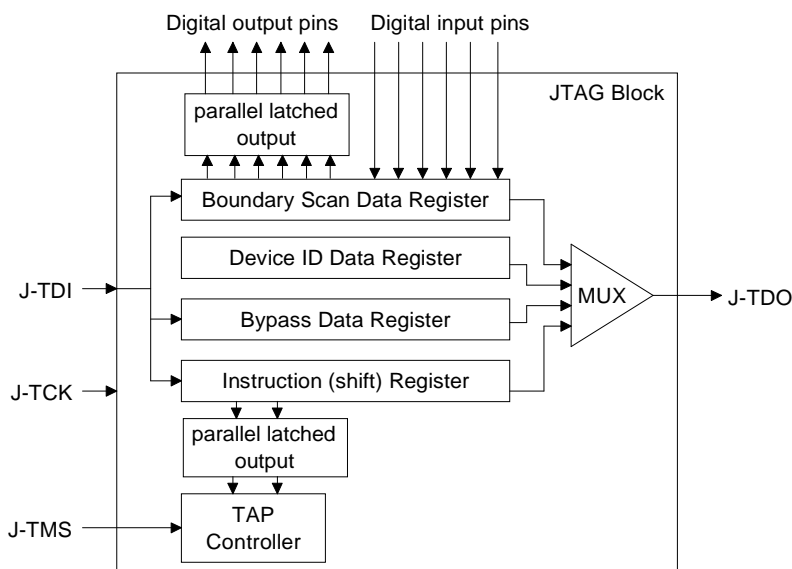 Digital output pins
Digital input pins
JTAG Block
parallel latched
output
Boundary Scan Data Register
Device ID Data Register
J-TDI
MUX
J-TDO
Bypass Data Register
Instruction (shift) Register
J-TCK
parallel latched
output
TAP
Controller
J-TMS